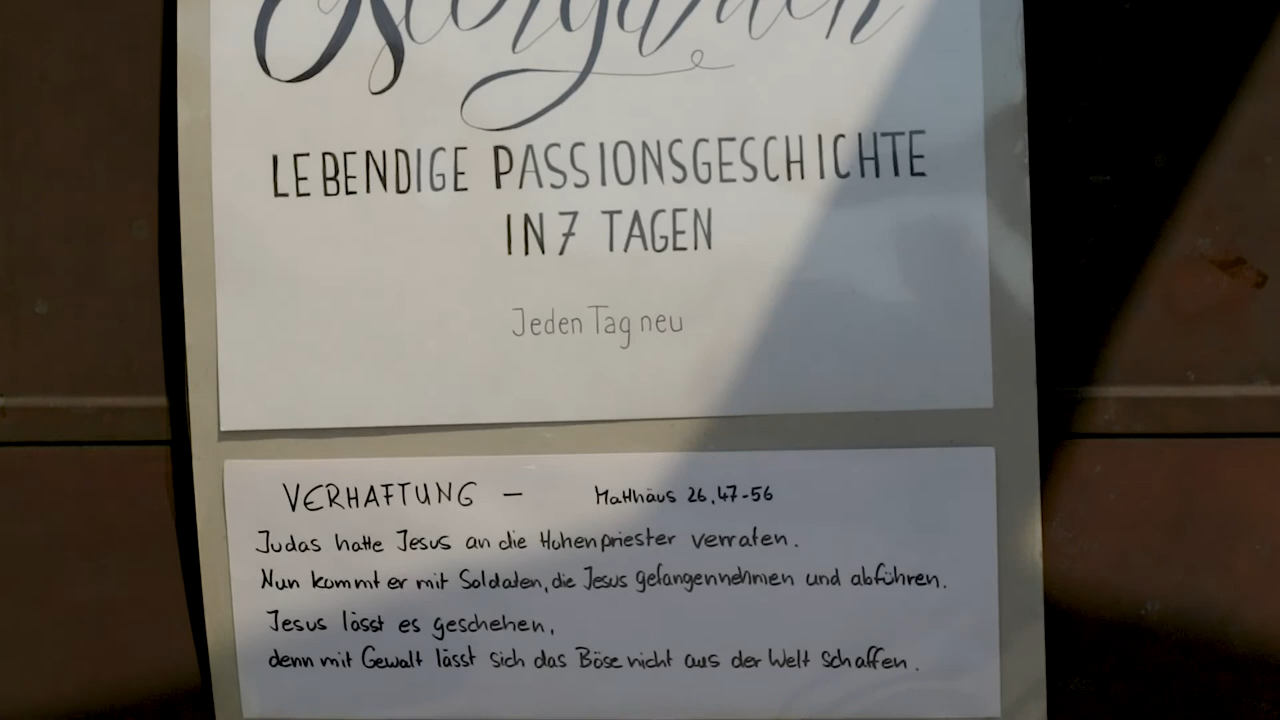 Ostergarten
LEBENDIGE PASSIONSGESCHICHTE
IN 7 TAGEN
Jeden Tag neu
VERHAFTUNG – Matthäus 26,47-56
Judas hatte Jesus an die Hohenpriester verraten.
Nun kommt er mit Soldaten, die Jesus gefangennehmen und abführen.
Jesus lässt es geschehen,
denn mit Gewalt lässt sich das Böse nicht aus der Welt schaffen.